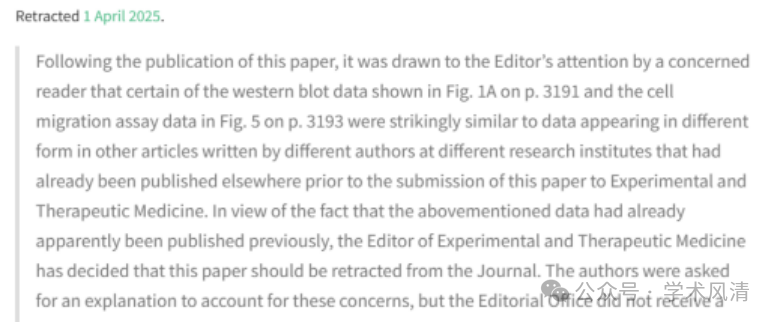 Retracted 1 April 2025.
Following the publication of this paper, it was drawn to the Editor's attention by a concerned
reader that certain of the western blot data shown in Fig. 1A on p. 3191 and the cell
migration assay data in Fig. 5 on p. 3193 were strikingly similar to data appearing in different
form in other articles written by different authors at different research institutes that had
already been published elsewhere prior to the submission of this paper to Experimental and
Therapeutic Medicine. In view of the fact that the abovementioned data had already
apparently been published previously, the Editor of Experimental and Therapeutic Medicine
has decided that this paper should be retracted from the Journal. The authors were asked
for an explanation to account for these concerns, but the Editorial Office did not receive a
公众号 · 学术风清